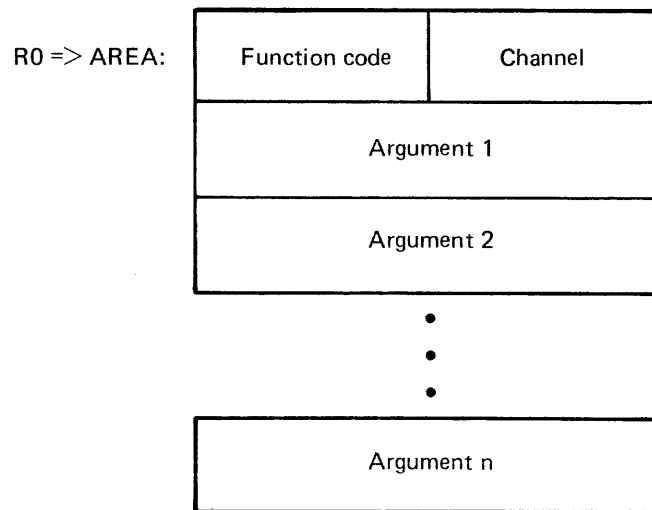 R0 => AREA: Function code Channel
Argument 1
Argument 2
Argument n